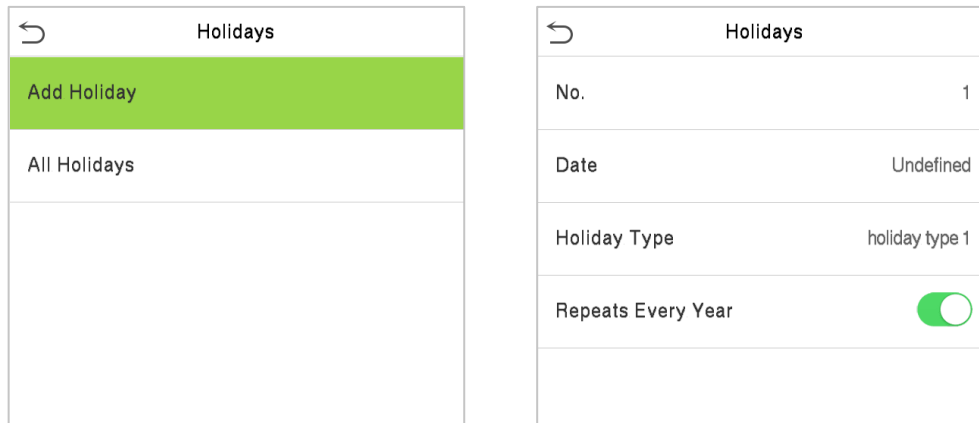 Holidays
Add Holiday
All Holidays
Holidays
No. 1
Date Undefined
Holiday Type holiday type 1
Repeats Every Year